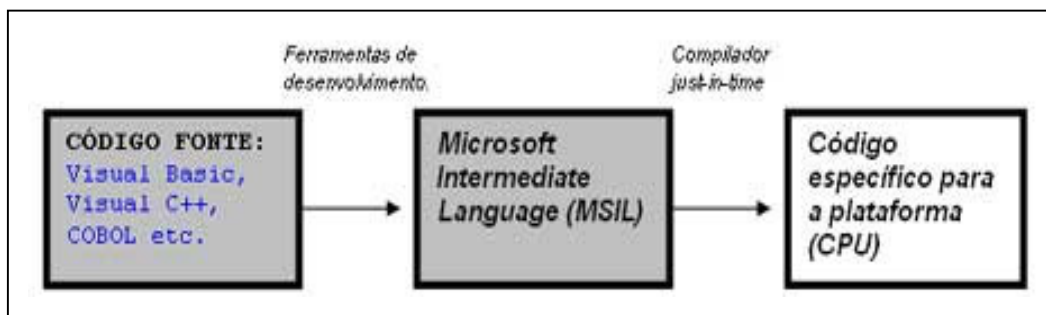 Ferramentas de
desenvolvimento.
Compilador
just-in-time
CÓDIGO FONTE:
Visual Basic,
Visual C++,
COBOL etc.
Microsoft
Intermediate
Language (MSIL)
Código
específico para
a plataforma
(CPU)